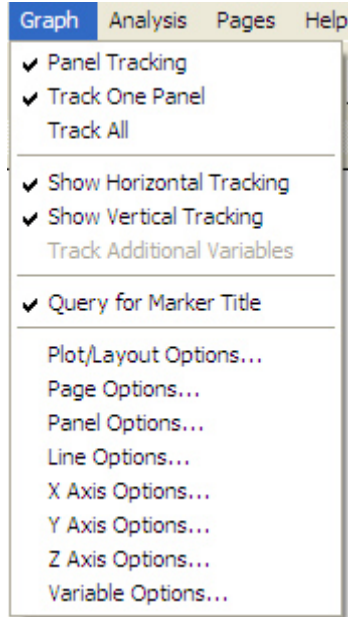 Graph Analysis Pages Help
Panel Tracking
Track One Panel
Track All
Show Horizontal Tracking
Show Vertical Tracking
Track Additional Variables
Query for Marker Title
Plot/Layout Options...
Page Options...
Panel Options...
Line Options...
X Axis Options...
Y Axis Options...
Z Axis Options...
Variable Options...